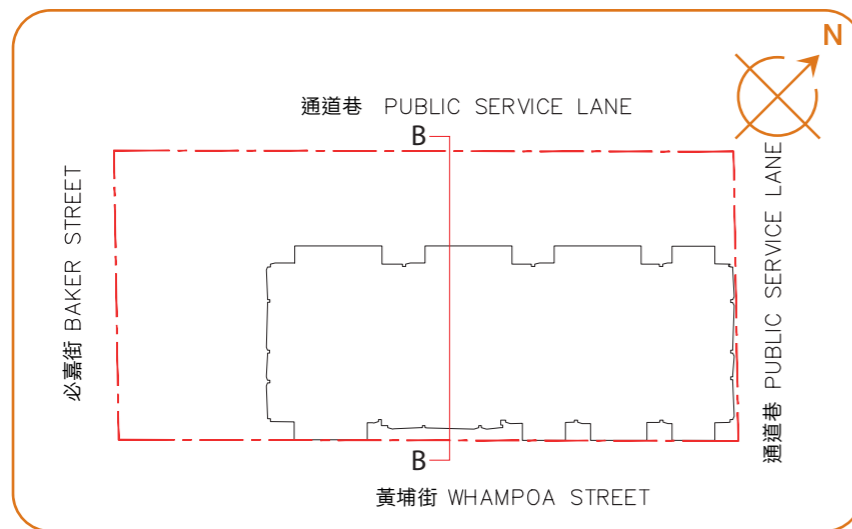 N
通道巷 PUBLIC SERVICE LANE
B
必嘉街 BAKER STREET
通道巷 PUBLIC SERVICE LANE
B
黃埔街 WHAMPOA STREET